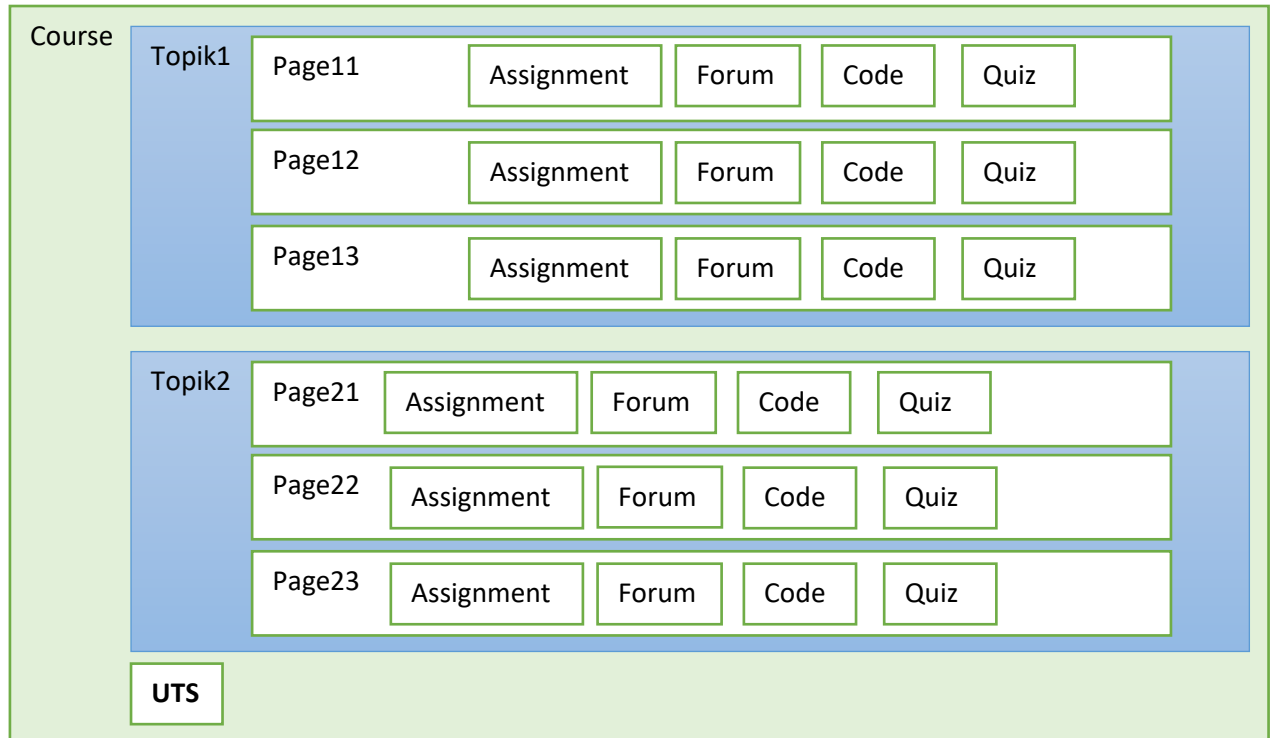 Course
Topik1
Page11 Assignment Forum Code Quiz
Page12 Assignment Forum Code Quiz
Page13 Assignment Forum Code Quiz
Topik2
Page21 Assignment Forum Code Quiz
Page22 Assignment Forum Code Quiz
Page23 Assignment Forum Code Quiz
UTS